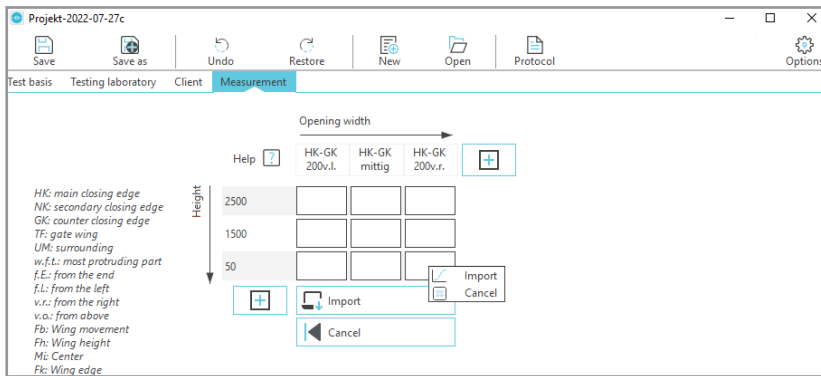 Projekt-2022-07-27c
Save Save as Undo Restore New Open Protocol Options
Test basis Testing laboratory Client Measurement
Opening width
Help ? HK-GK 200v.l. HK-GK mittig HK-GK 200v.r.
Height
2500
1500
50
HK: main closing edge
NK: secondary closing edge
GK: counter closing edge
TF: gate wing
UM: surrounding
w.f.t.: most protruding part
f.E.: from the end
f.l.: from the left
v.r.: from the right
v.o.: from above
Fb: Wing movement
Fh: Wing height
Mi: Center
Fk: Wing edge
Import
Cancel
Import
Cancel